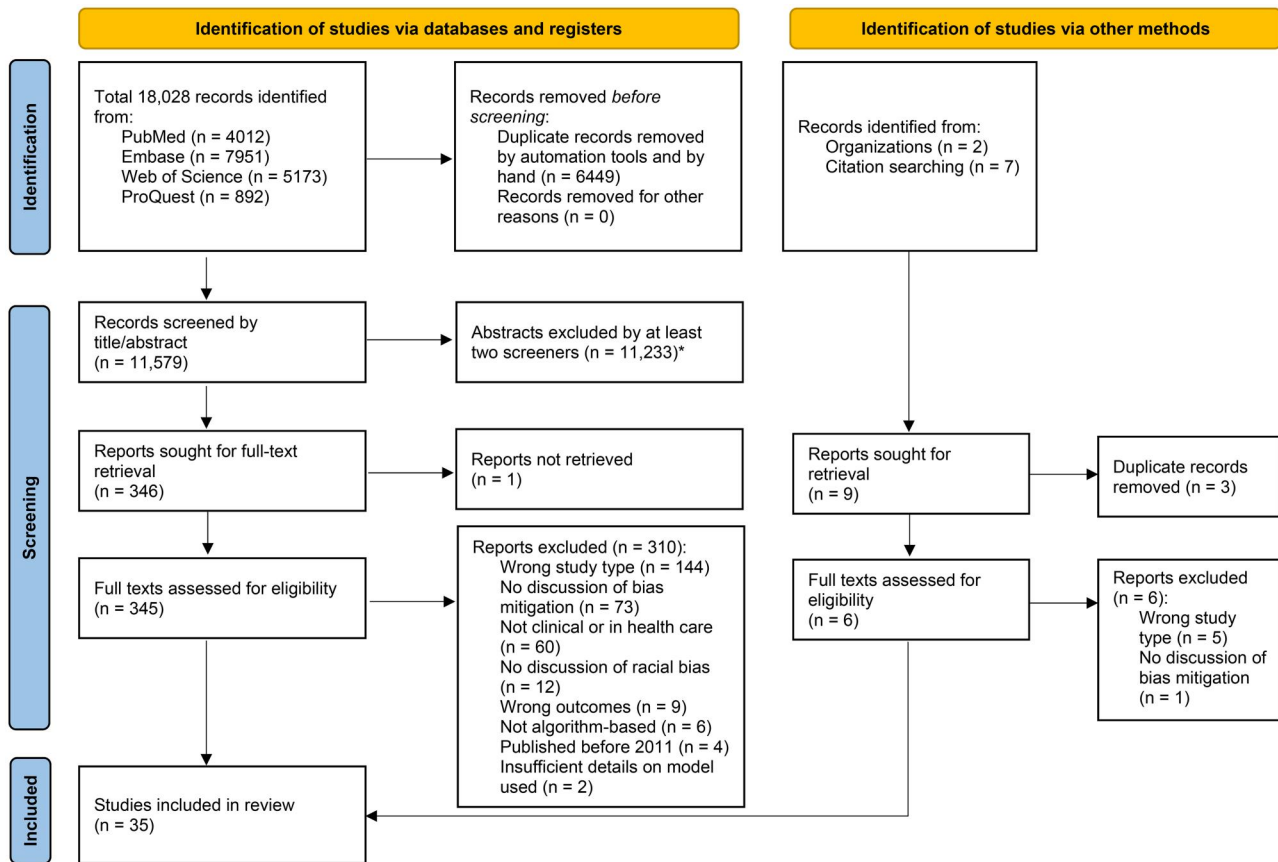 Identification of studies via databases and registers
Identification of studies via other methods
Identification
Total 18,028 records identified
from:
PubMed (n = 4012)
Embase (n = 7951)
Web of Science (n = 5173)
ProQuest (n = 892)
Records removed before
screening:
Duplicate records removed
by automation tools and by
hand (n = 6449)
Records removed for other
reasons (n = 0)
Records identified from:
Organizations (n = 2)
Citation searching (n = 7)
Screening
Records screened by
title/abstract
(n = 11,579)
Abstracts excluded by at least
two screeners (n = 11,233)*
Reports sought for full-text
retrieval
(n = 346)
Reports not retrieved
(n = 1)
Reports sought for
retrieval
(n = 9)
Duplicate records
removed (n = 3)
Full texts assessed for eligibility
(n = 345)
Reports excluded (n = 310):
Wrong study type (n = 144)
No discussion of bias
mitigation (n = 73)
Not clinical or in health care
(n = 60)
No discussion of racial bias
(n = 12)
Wrong outcomes (n = 9)
Not algorithm-based (n = 6)
Published before 2011 (n = 4)
Insufficient details on model
used (n = 2)
Full texts assessed for
eligibility
(n = 6)
Reports excluded
(n = 6):
Wrong study
type (n = 5)
No discussion of
bias mitigation
(n = 1)
Included
Studies included in review
(n = 35)